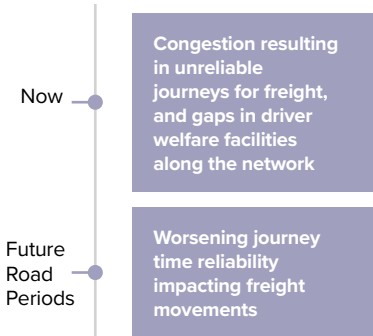 Now
Congestion resulting
in unreliable
journeys for freight,
and gaps in driver
welfare facilities
along the network
Future
Road
Periods
Worsening journey
time reliability
impacting freight
movements